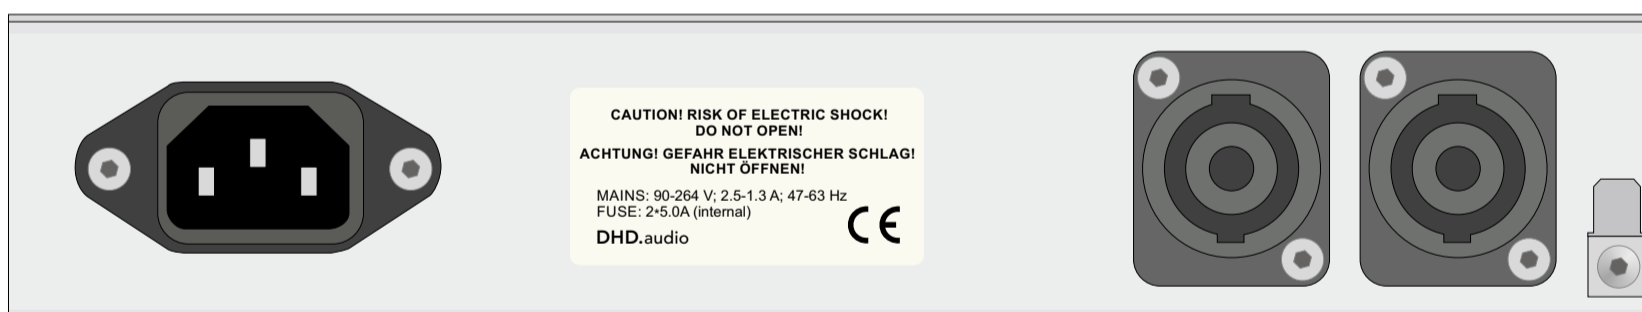 CAUTION! RISK OF ELECTRIC SHOCK!
DO NOT OPEN!
ACHTUNG! GEFAHR ELEKTRISCHER SCHLAG!
NICHT ÖFFNEN!
MAINS: 90-264 V; 2.5-1.3 A; 47-63 Hz
FUSE: 2*5.0A (internal)
DHD.audio
CE